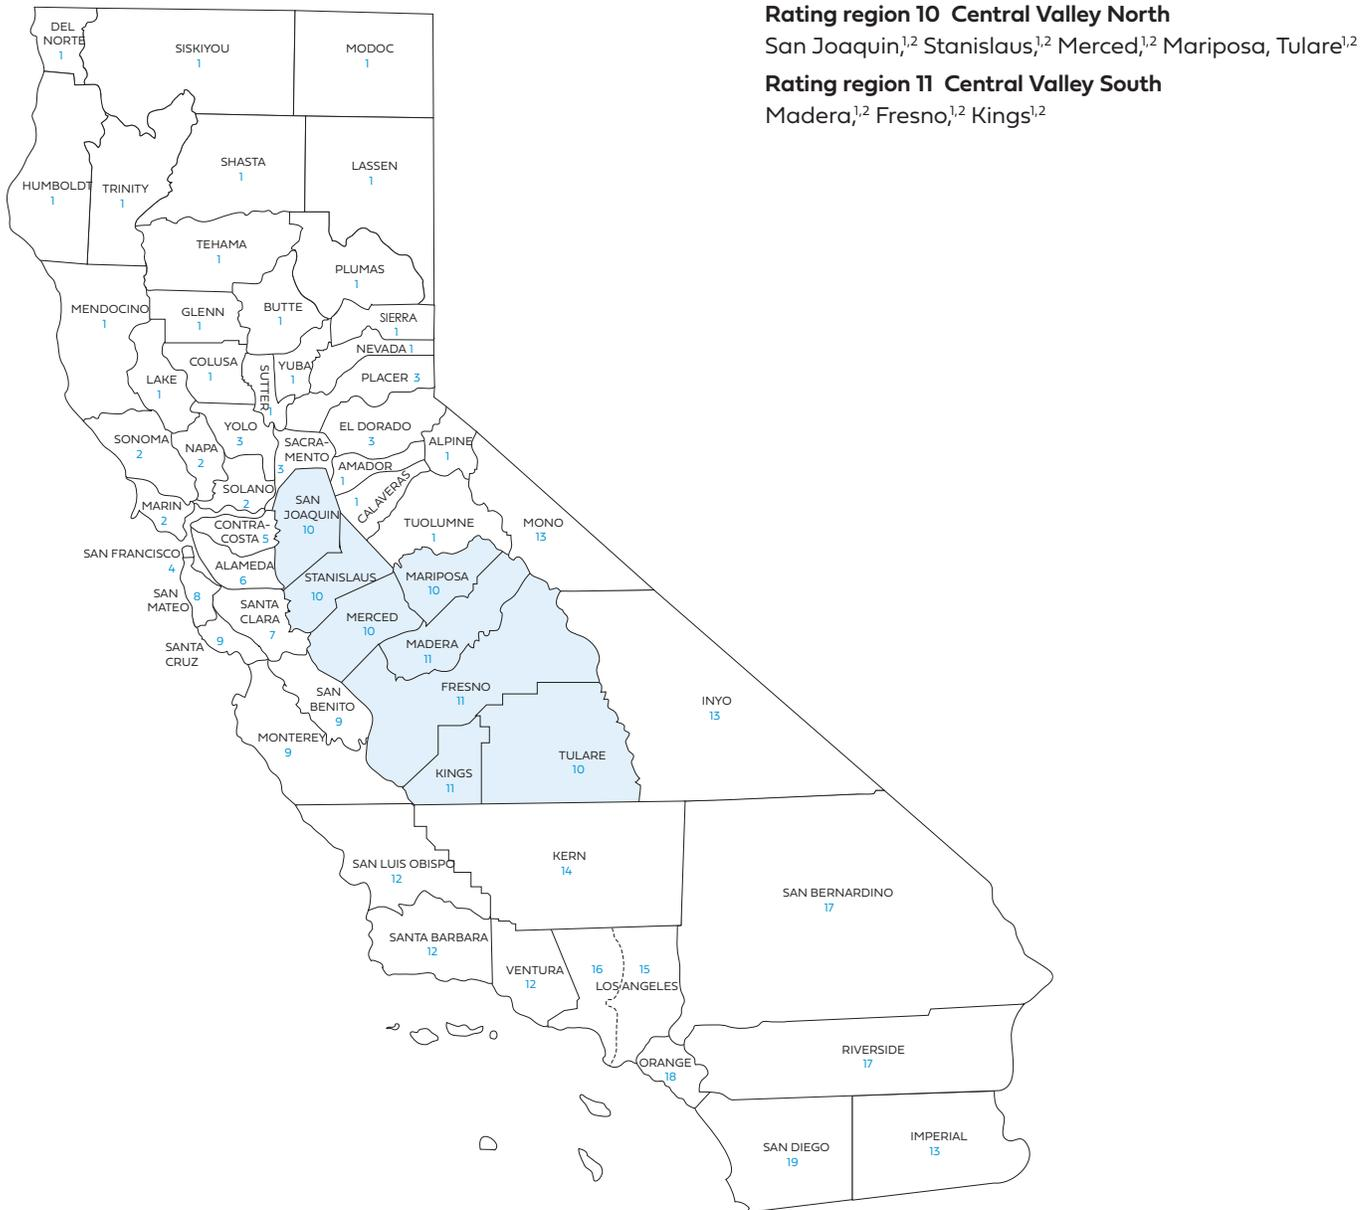 Rating region 10 Central Valley North
San Joaquin,1,2 Stanislaus,1,2 Merced,1,2 Mariposa, Tulare1,2
Rating region 11 Central Valley South
Madera,1,2 Fresno,1,2 Kings1,2
DEL
NORTE
1
SISKIYOU
1
MODOC
1
SHASTA
1
LASSEN
1
HUMBOLDT
1
TRINITY
1
TEHAMA
1
PLUMAS
1
MENDOCINO
1
GLENN
1
BUTTE
1
SIERRA
1
NEVADA 1
COLUSA
1
SUTTER
1
YUBA
1
PLACER 3
LAKE
1
SONOMA
2
NAPA
2
YOLO
3
SACRA-
MENTO
3
EL DORADO
3
ALPINE
1
AMADOR
1
CALAVERAS
1
SOLANO
2
MARIN
2
SAN
JOAQUIN
10
CONTRA-
COSTA 5
TUOLUMNE
1
MONO
13
SAN FRANCISCO
4
ALAMEDA
6
STANISLAUS
10
MARIPOSA
10
SAN
MATEO
8
SANTA
CLARA
7
MERCED
10
SANTA
CRUZ
9
MADERA
11
FRESNO
11
SAN
BENITO
9
INYO
13
MONTEREY
9
KINGS
11
TULARE
10
SAN LUIS OBISPO
12
KERN
14
SAN BERNARDINO
17
SANTA BARBARA
12
VENTURA
12
16
15
LOS ANGELES
ORANGE
18
RIVERSIDE
17
SAN DIEGO
19
IMPERIAL
13